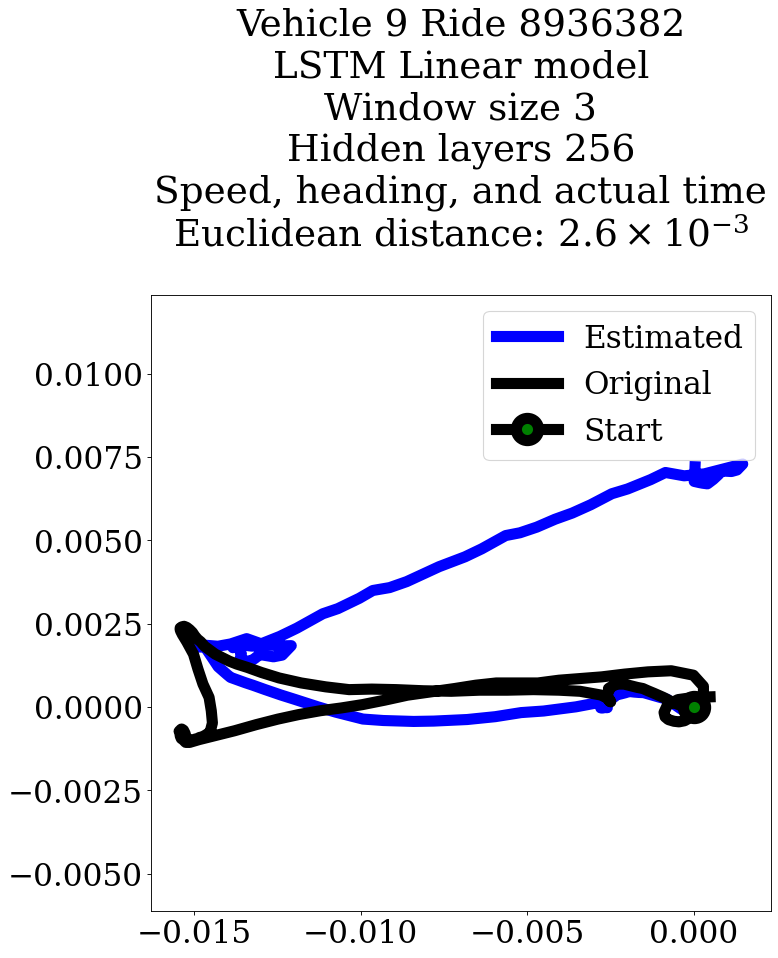 Vehicle 9 Ride 8936382
LSTM Linear model
Window size 3
Hidden layers 256
Speed, heading, and actual time
Euclidean distance: 2.6 × 10⁻³
Estimated
Original
Start
0.0100
0.0075
0.0050
0.0025
0.0000
−0.0025
−0.0050
−0.015 −0.010 −0.005 0.000